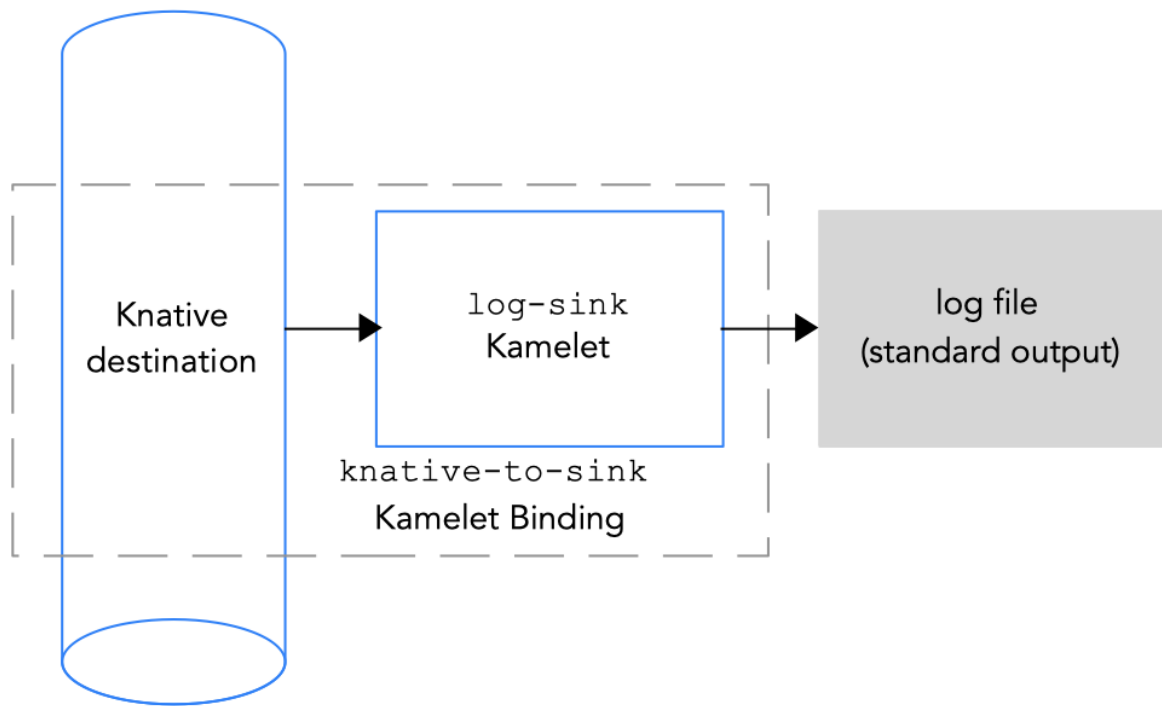 Knative
destination
log-sink
Kamelet
knative-to-sink
Kamelet Binding
log file
(standard output)